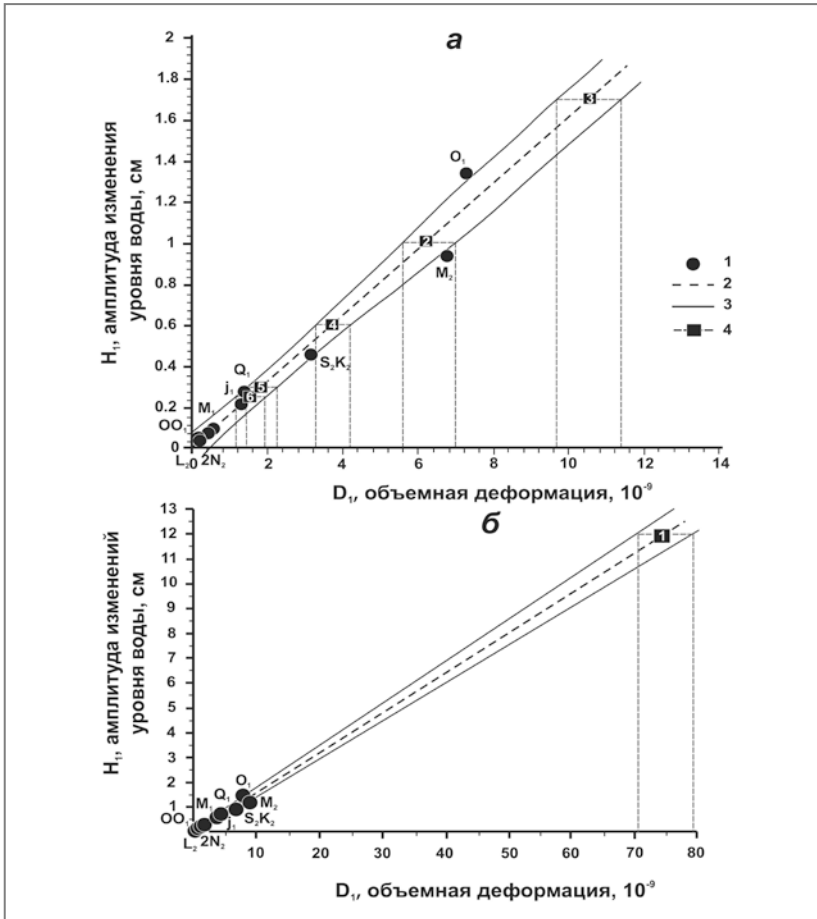 а
2
1.8
1.6
1.4
1.2
1
0.8
0.6
0.4
0.2
0
H₁, амплитуда изменения
уровня воды, см
O₁
M₂
S₂K₂
Q₁
j₁
M₁
OO₁
L₂ 2N₂
3
2
4
5
6
1
2
3
4
0 2 4 6 8 10 12 14
D₁, объемная деформация, 10⁻⁹
б
13
12
11
10
9
8
7
6
5
4
3
2
1
H₁, амплитуда изменений
уровня воды, см
1
O₁
Q₁
M₁ M₂
OO₁ j₁ S₂K₂
L₂ 2N₂
0 10 20 30 40 50 60 70 80
D₁, объемная деформация, 10⁻⁹